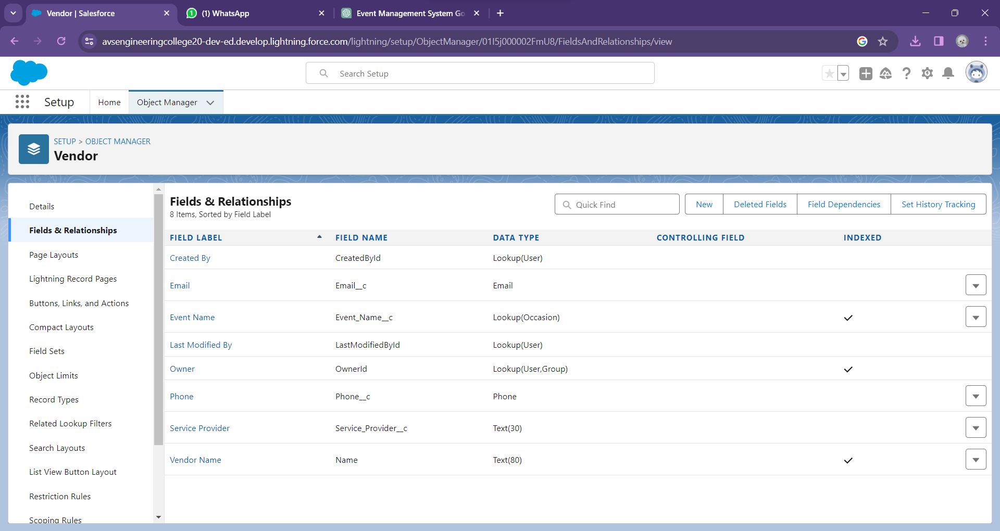 Vendor | Salesforce
1
(1) WhatsApp
Event Management System Go
avsengineeringcollege20-dev-ed.develop.lightning.force.com/lightning/setup/ObjectManager/01I5j000002FmU8/FieldsAndRelationships/view
Search Setup
Setup
Home
Object Manager
SETUP > OBJECT MANAGER
Vendor
Details
Fields & Relationships
Page Layouts
Lightning Record Pages
Buttons, Links, and Actions
Compact Layouts
Field Sets
Object Limits
Record Types
Related Lookup Filters
Search Layouts
List View Button Layout
Restriction Rules
Scoping Rules
Fields & Relationships
8 Items, Sorted by Field Label
Quick Find
New
Deleted Fields
Field Dependencies
Set History Tracking
FIELD LABEL FIELD NAME DATA TYPE CONTROLLING FIELD INDEXED
Created By CreatedById Lookup(User)
Email Email__c Email
Event Name Event_Name__c Lookup(Occasion)
Last Modified By LastModifiedById Lookup(User)
Owner OwnerId Lookup(User,Group)
Phone Phone__c Phone
Service Provider Service_Provider__c Text(30)
Vendor Name Name Text(80)